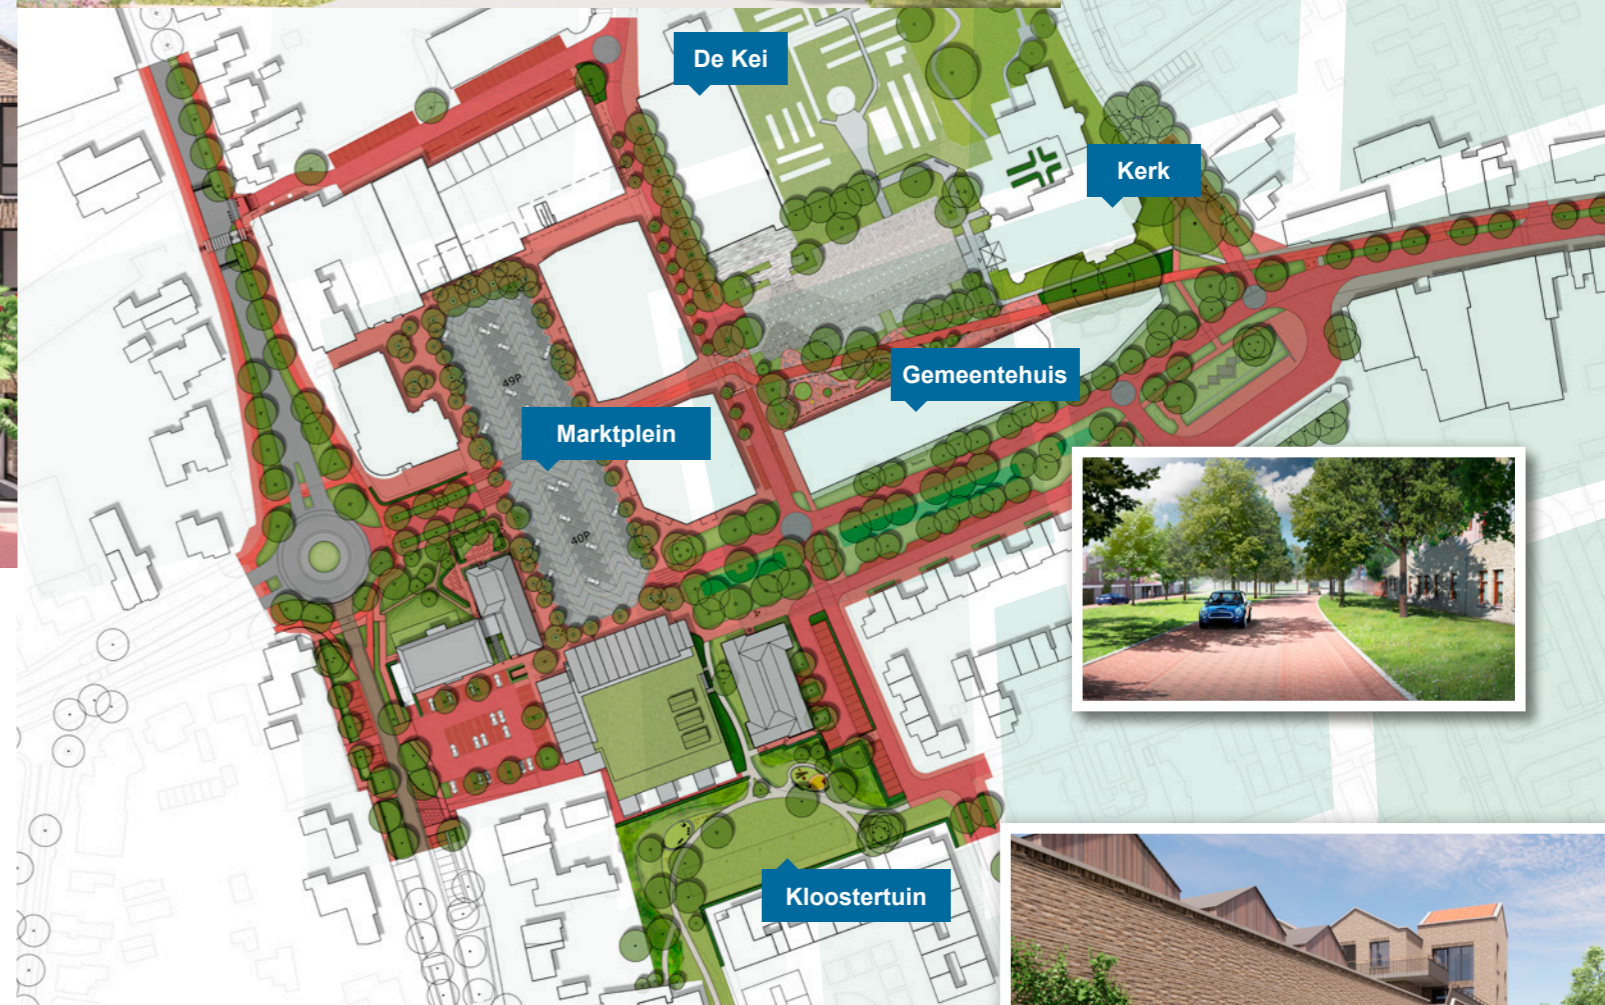 De Kei
Kerk
Gemeentehuis
49P
Marktplein
40P
Kloostertuin